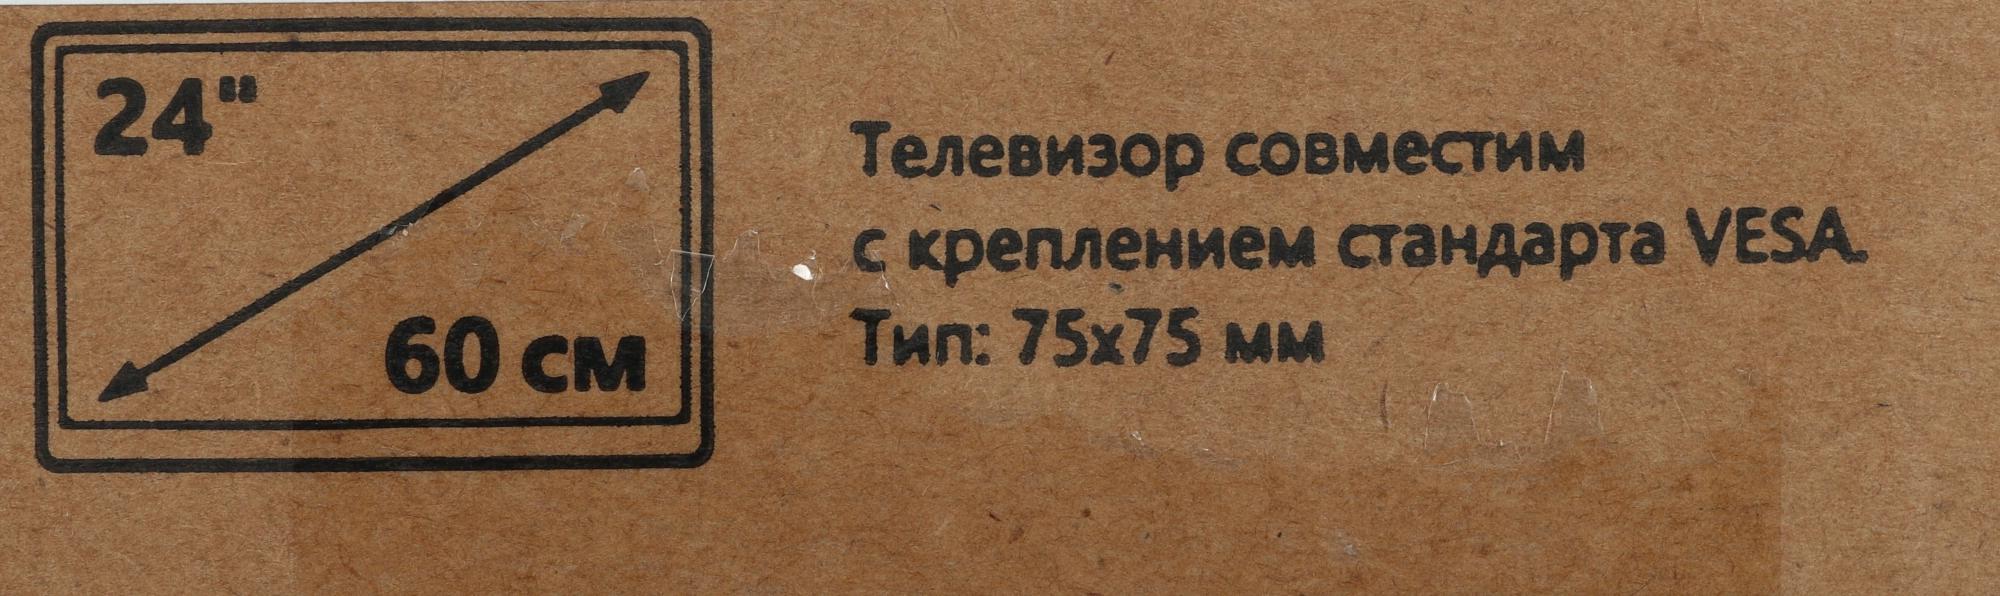 24"
60 см
Телевизор совместим
с креплением стандарта VESA.
Тип: 75x75 мм